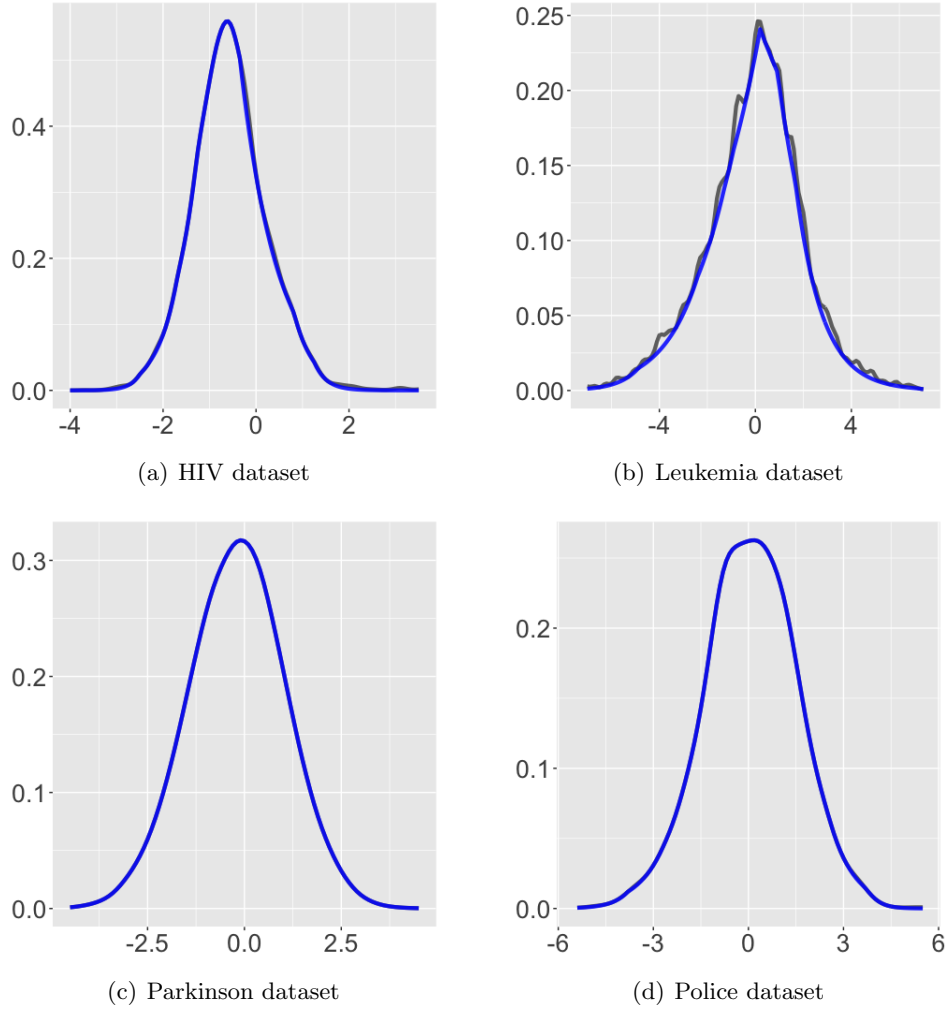 0.4
0.2
0.0
-4 -2 0 2
(a) HIV dataset
0.25
0.20
0.15
0.10
0.05
0.00
-4 0 4
(b) Leukemia dataset
0.3
0.2
0.1
0.0
-2.5 0.0 2.5
(c) Parkinson dataset
0.2
0.1
0.0
-6 -3 0 3 6
(d) Police dataset